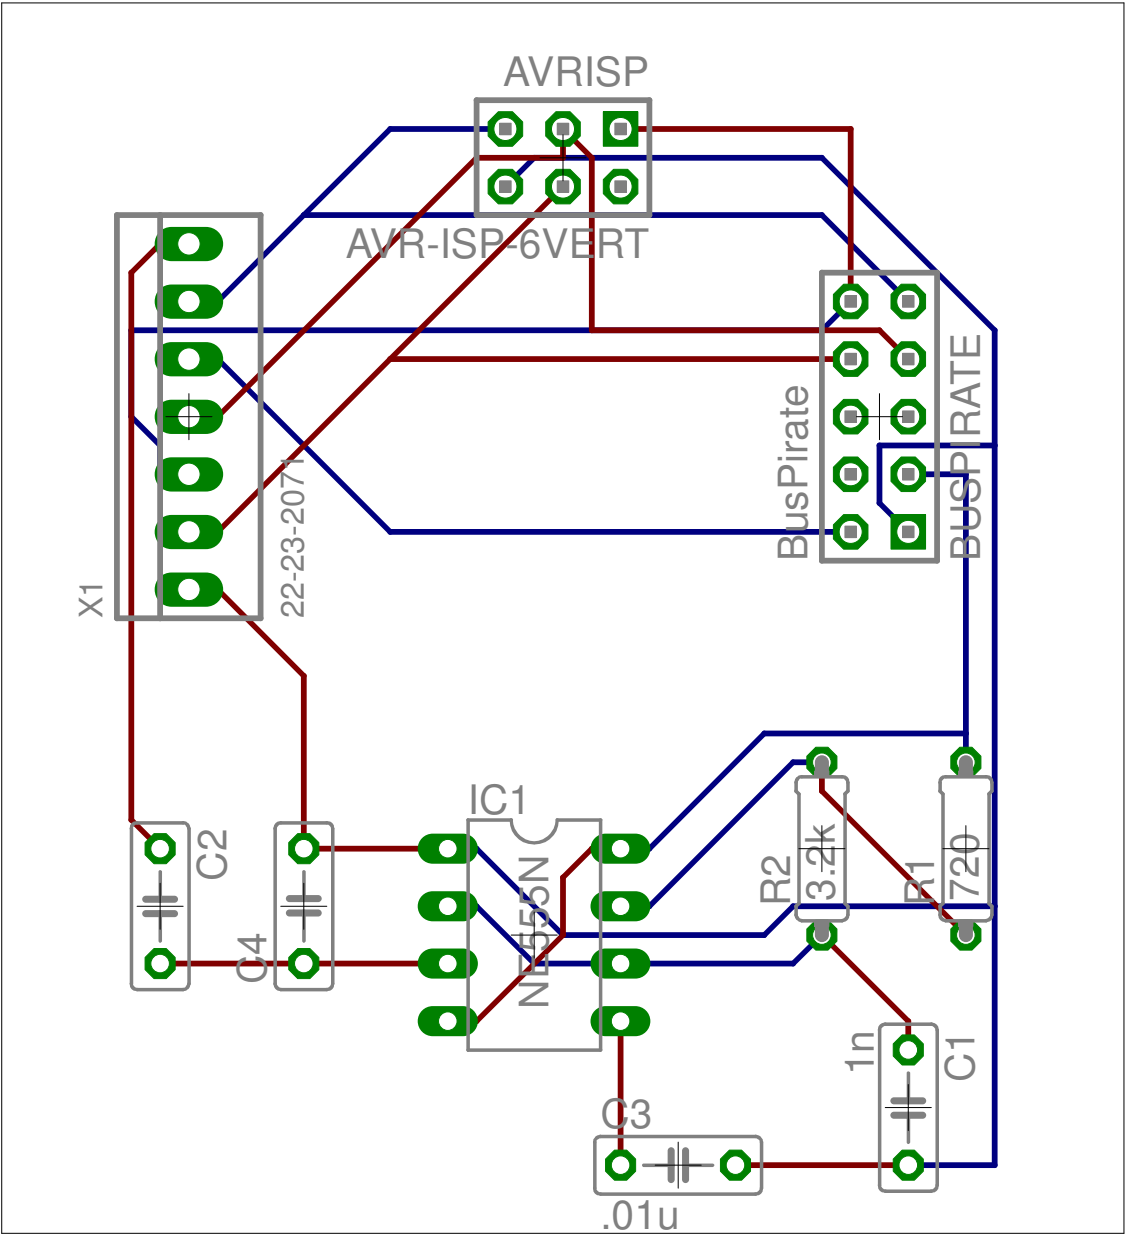 AVRISP
AVR-ISP-6VERT
BusPirate
BUSPIRATE
X1
22-23-2071
IC1
NE555N
C2
C4
R2
3.2k
R1
720
1n
C1
C3
.01u